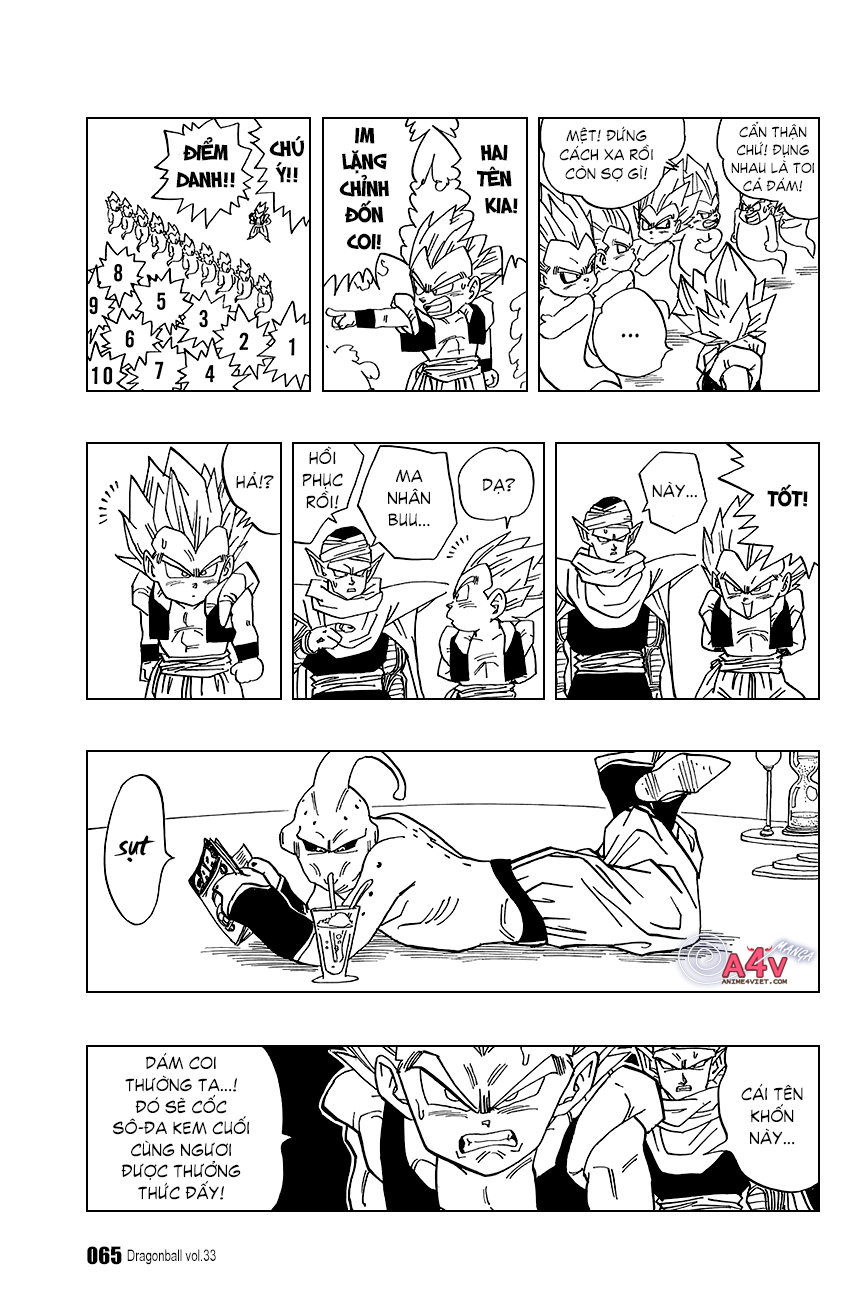 CẨN THẬN
CHỨ! ĐỤNG
NHAU LÀ TOI
CẢ ĐÁM!
MỆT! ĐỨNG
CÁCH XA RỒI
CÒN SỢ GÌ!
...
HAI
TÊN
KIA!
IM
LẶNG
CHỈNH
ĐỐN
COI!
CHÚ
Ý!!
ĐIỂM
DANH!!
1
2
3
4
5
6
7
8
9
10
TỐT!
NÀY...
DẠ?
MA
NHÂN
BUU...
HỒI
PHỤC
RỒI!
HẢ!?
SỤT
CAR
A4V
MANGA
ANIME4VIET.COM
CÁI TÊN
KHỐN
NÀY...
DÁM COI
THƯỜNG TA...!
ĐÓ SẼ CỐC
SÔ-ĐA KEM CUỐI
CÙNG NGƯƠI
ĐƯỢC THƯỞNG
THỨC ĐẤY!
065 Dragonball vol.33